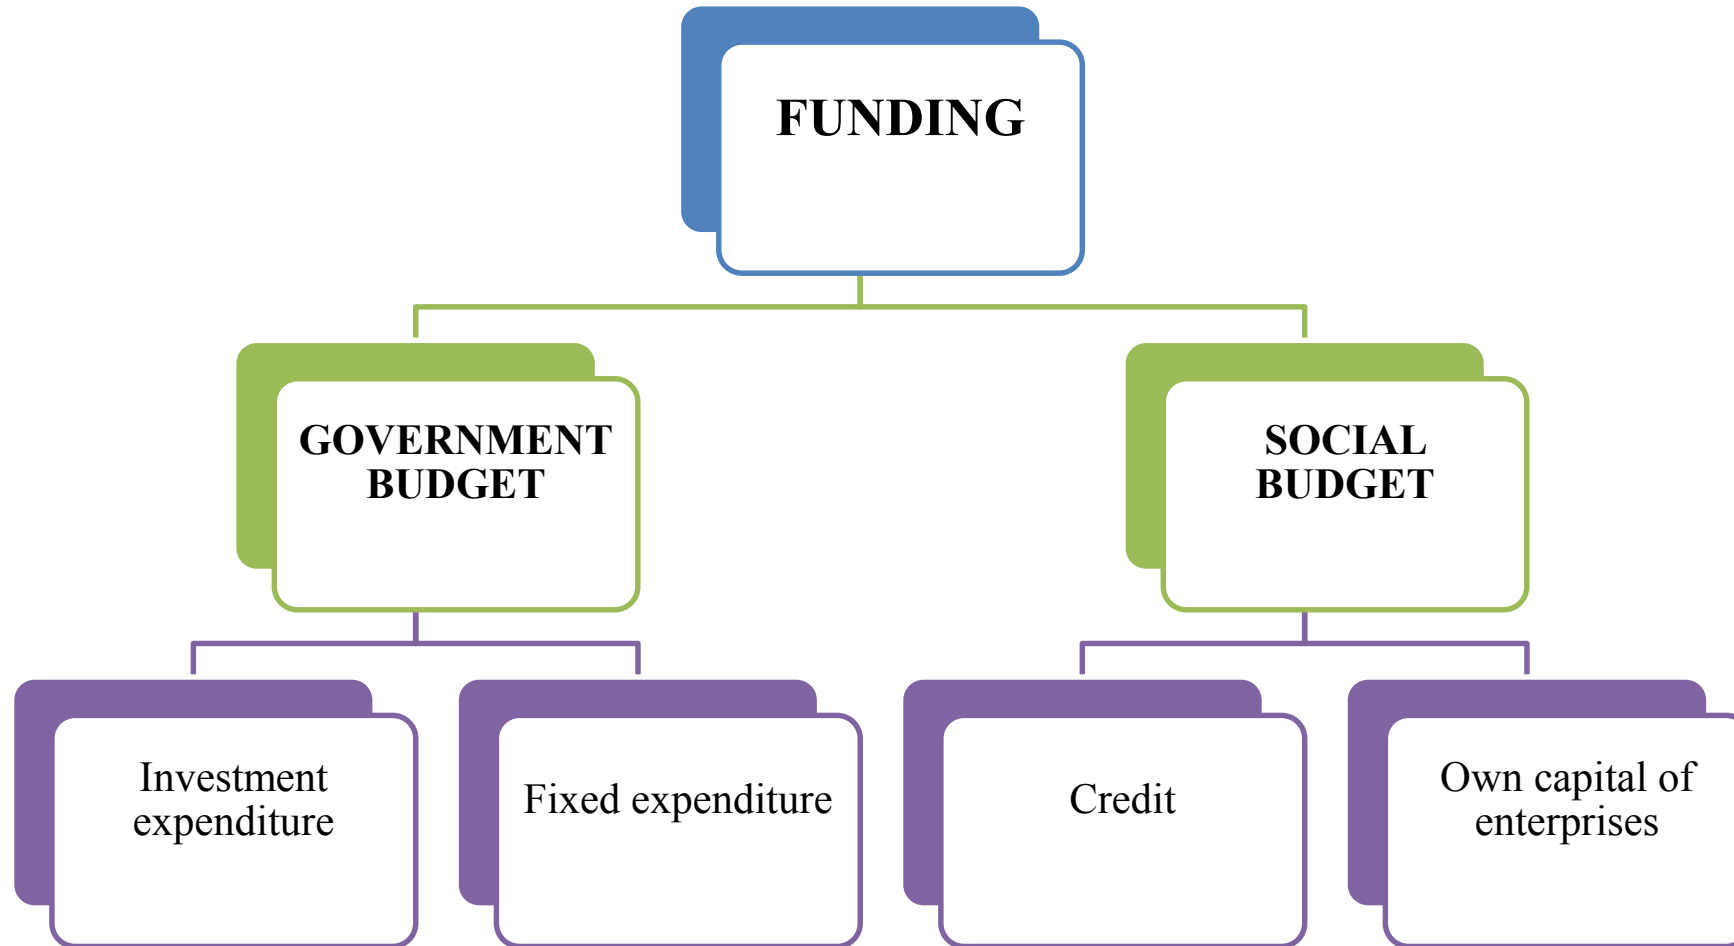 FUNDING
GOVERNMENT
BUDGET
SOCIAL
BUDGET
Investment
expenditure
Fixed expenditure
Credit
Own capital of
enterprises